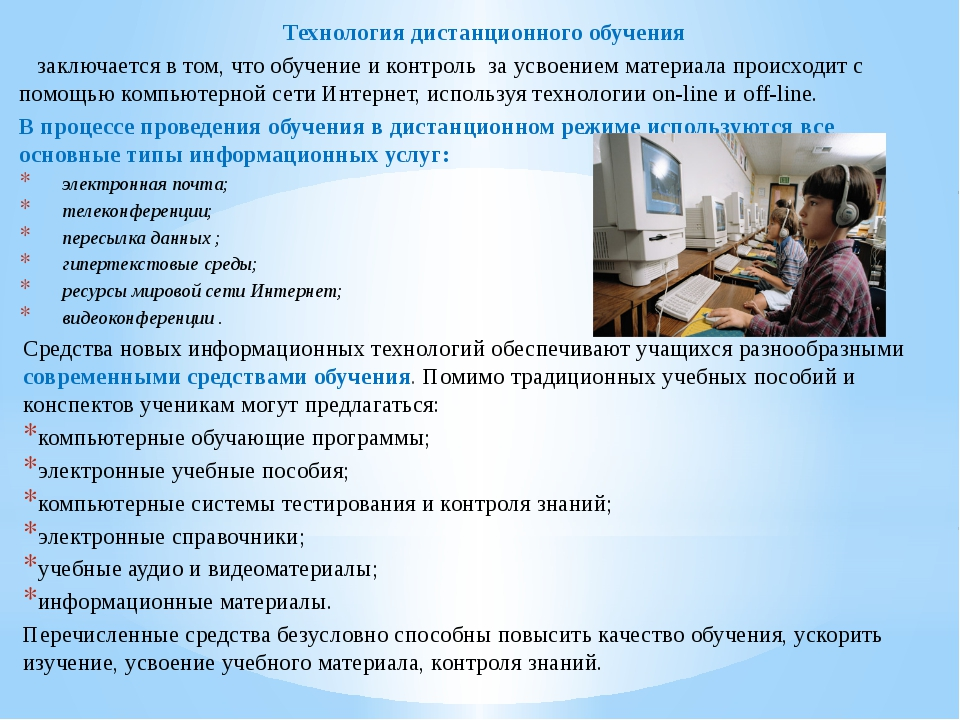 Технология дистанционного обучения
заключается в том, что обучение и контроль за усвоением материала происходит с
помощью компьютерной сети Интернет, используя технологии on-line и off-line.
В процессе проведения обучения в дистанционном режиме используются все
основные типы информационных услуг:
* электронная почта;
* телеконференции;
* пересылка данных ;
* гипертекстовые среды;
* ресурсы мировой сети Интернет;
* видеоконференции .
Средства новых информационных технологий обеспечивают учащихся разнообразными
современными средствами обучения. Помимо традиционных учебных пособий и
конспектов ученикам могут предлагаться:
*компьютерные обучающие программы;
*электронные учебные пособия;
*компьютерные системы тестирования и контроля знаний;
*электронные справочники;
*учебные аудио и видеоматериалы;
*информационные материалы.
Перечисленные средства безусловно способны повысить качество обучения, ускорить
изучение, усвоение учебного материала, контроля знаний.